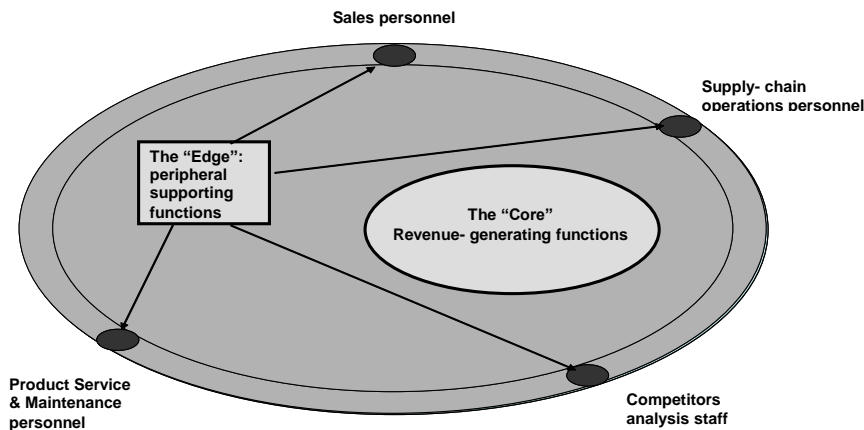 Sales personnel
Supply- chain
operations personnel
The “Edge”:
peripheral
supporting
functions
The “Core”
Revenue- generating functions
Product Service
& Maintenance
personnel
Competitors
analysis staff